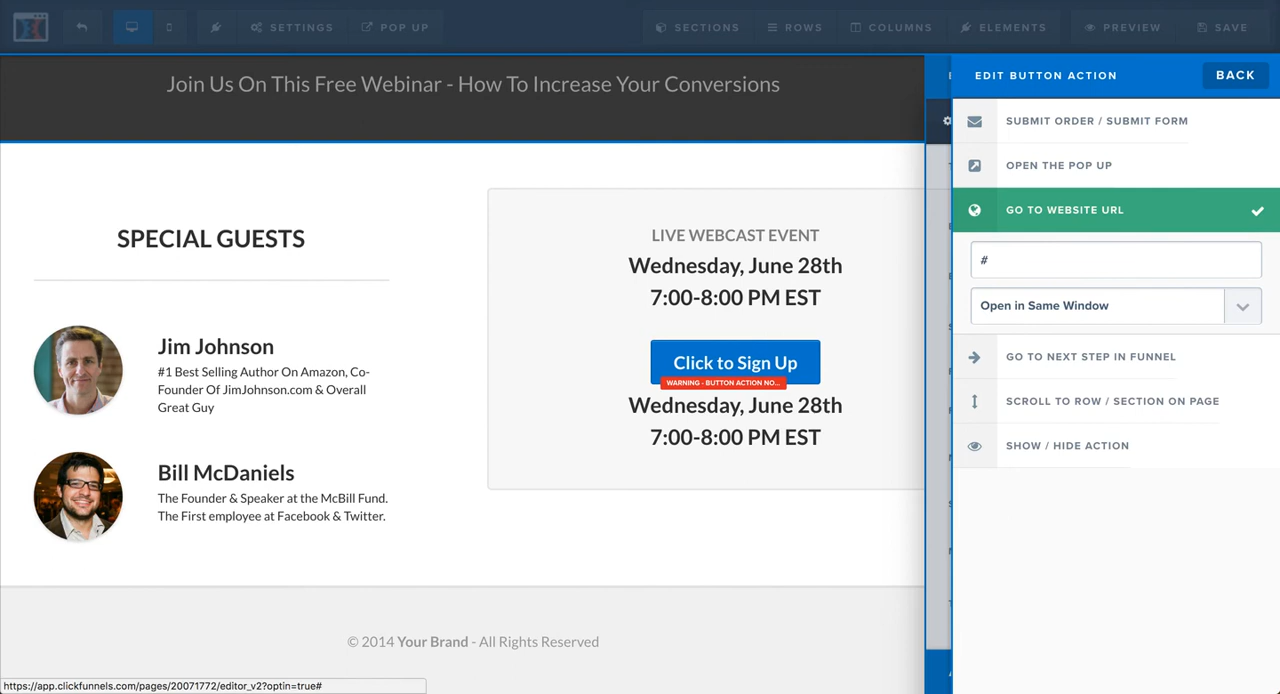 SETTINGS
POP UP
SECTIONS
ROWS
COLUMNS
ELEMENTS
PREVIEW
SAVE
Join Us On This Free Webinar - How To Increase Your Conversions
SPECIAL GUESTS
Jim Johnson
#1 Best Selling Author On Amazon, Co-
Founder Of JimJohnson.com & Overall
Great Guy
Bill McDaniels
The Founder & Speaker at the McBill Fund.
The First employee at Facebook & Twitter.
LIVE WEBCAST EVENT
Wednesday, June 28th
7:00-8:00 PM EST
Click to Sign Up
WARNING - BUTTON ACTION NO...
Wednesday, June 28th
7:00-8:00 PM EST
© 2014 Your Brand - All Rights Reserved
https://app.clickfunnels.com/pages/20071772/editor_v2?optin=true#
EDIT BUTTON ACTION
BACK
SUBMIT ORDER / SUBMIT FORM
OPEN THE POP UP
GO TO WEBSITE URL
#
Open in Same Window
GO TO NEXT STEP IN FUNNEL
SCROLL TO ROW / SECTION ON PAGE
SHOW / HIDE ACTION